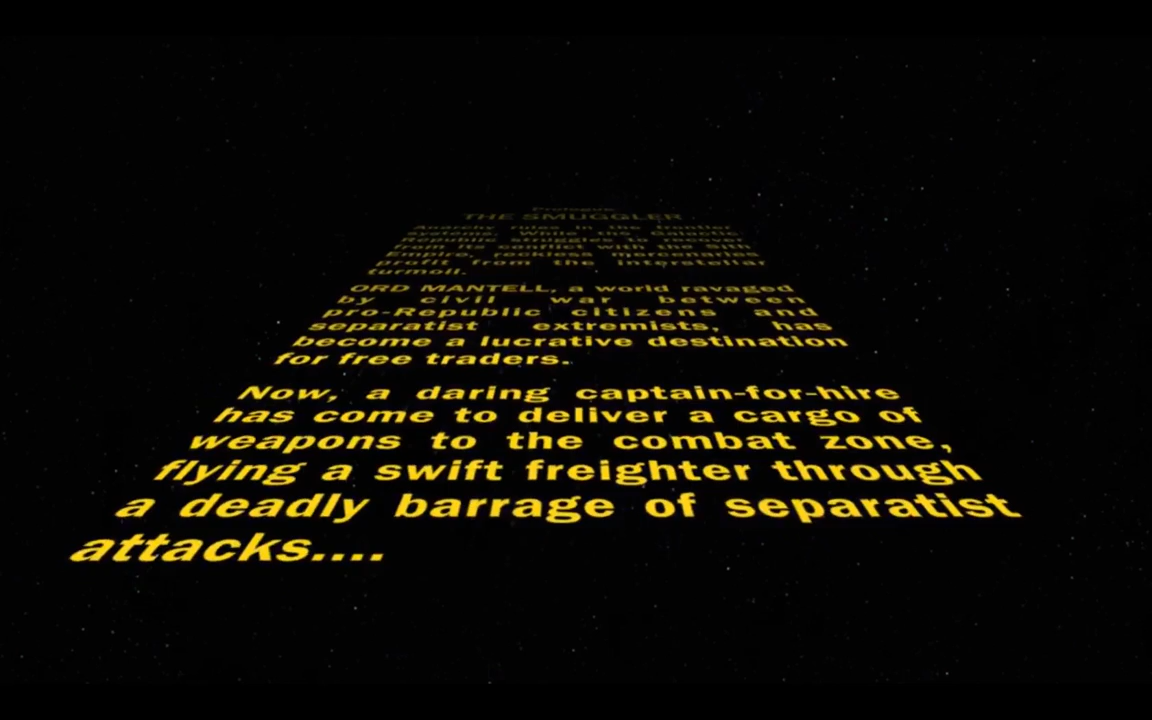 Prologue
THE SMUGGLER
Anarchy rules in the frontier
systems. While the Galactic
Republic struggles to recover
from its conflict with the Sith
Empire, reckless mercenaries
profit from the interstellar
turmoil.
ORD MANTELL, a world ravaged
by civil war between
pro-Republic citizens and
separatist extremists, has
become a lucrative destination
for free traders.
Now, a daring captain-for-hire
has come to deliver a cargo of
weapons to the combat zone,
flying a swift freighter through
a deadly barrage of separatist
attacks....